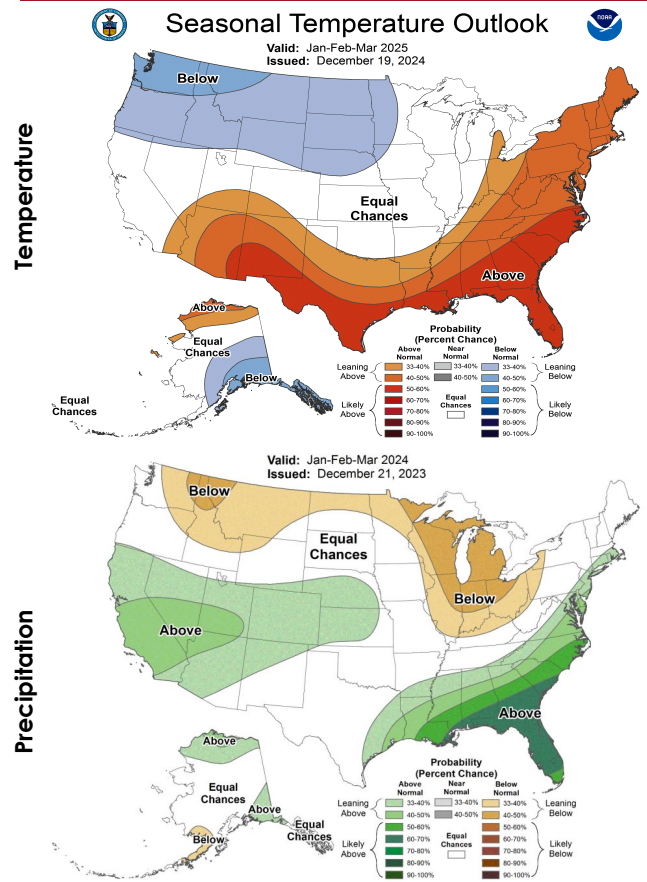 Seasonal Temperature Outlook
NOAA
Valid: Jan-Feb-Mar 2025
Issued: December 19, 2024
Temperature
Below
Equal
Chances
Above
Above
Equal
Chances
Below
Equal
Chances
Probability
(Percent Chance)
Above Normal
Near Normal
Below Normal
Leaning Above
33-40%
33-40%
33-40%
Leaning Below
40-50%
40-50%
40-50%
50-60%
50-60%
60-70%
Equal Chances
60-70%
Likely Above
70-80%
70-80%
Likely Below
80-90%
80-90%
90-100%
90-100%
Valid: Jan-Feb-Mar 2024
Issued: December 21, 2023
Precipitation
Below
Equal
Chances
Below
Above
Above
Above
Equal
Chances
Above
Equal
Chances
Below
Probability
(Percent Chance)
Above Normal
Near Normal
Below Normal
Leaning Above
33-40%
33-40%
33-40%
Leaning Below
40-50%
40-50%
40-50%
50-60%
50-60%
60-70%
Equal Chances
60-70%
Likely Above
70-80%
70-80%
Likely Below
80-90%
80-90%
90-100%
90-100%